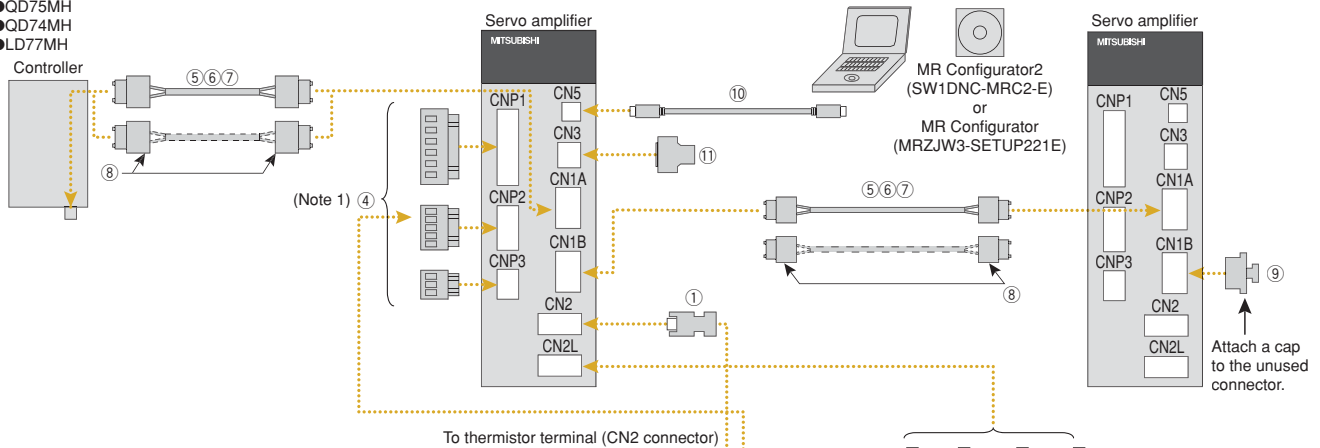 ●QD75MH
●QD74MH
●LD77MH
Controller
⑤⑥⑦
⑧
(Note 1) ④
Servo amplifier
MITSUBISHI
CNP1
CNP2
CNP3
CN5
CN3
CN1A
CN1B
CN2
CN2L
⑩
⑪
①
MR Configurator2
(SW1DNC-MRC2-E)
or
MR Configurator
(MRZJW3-SETUP221E)
⑤⑥⑦
⑧
Servo amplifier
MITSUBISHI
CNP1
CNP2
CNP3
CN5
CN3
CN1A
CN1B
CN2
CN2L
⑨
Attach a cap
to the unused
connector.
To thermistor terminal (CN2 connector)